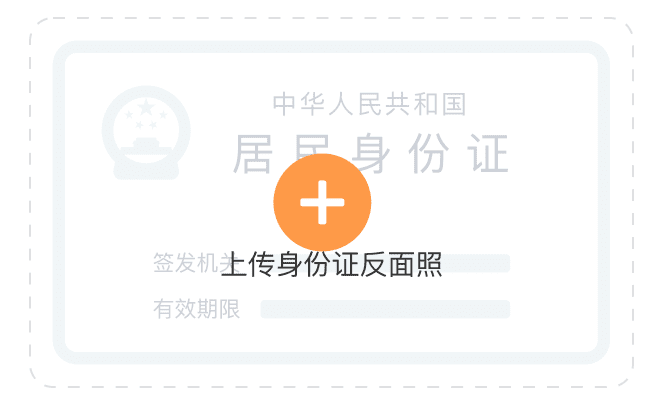 中华人民共和国
居民身份证
签发机关
上传身份证反面照
有效期限